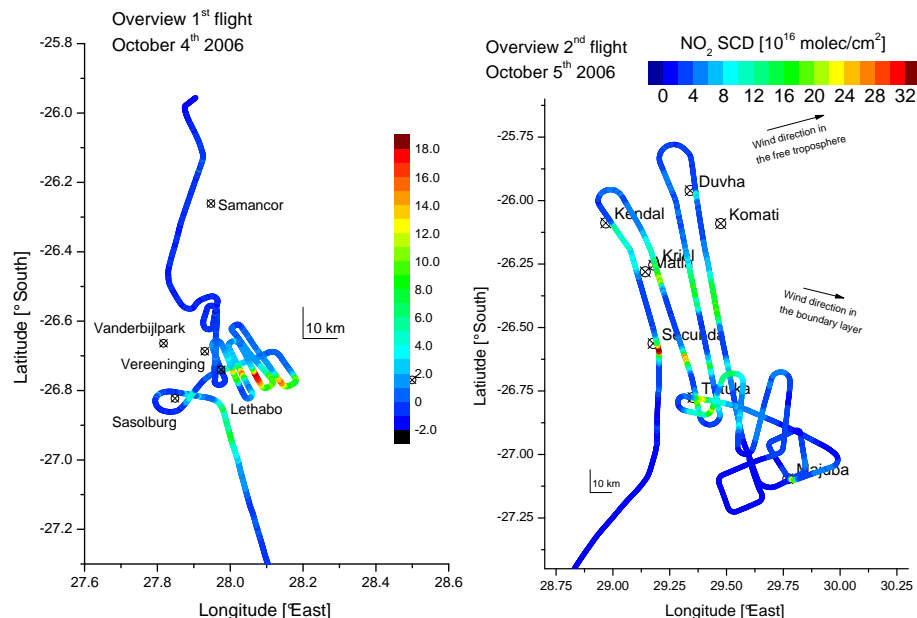 Overview 1st flight
October 4th 2006
-25.8
-26.0
-26.2
-26.4
-26.6
-26.8
-27.0
-27.2
Latitude [° South]
27.6
27.8
28.0
28.2
28.4
28.6
Longitude [°East]
Samancor
Vanderbijlpark
Vereeninging
Lethabo
Sasolburg
10 km
18.0
16.0
14.0
12.0
10.0
8.0
6.0
4.0
2.0
0
-2.0
Overview 2nd flight
October 5th 2006
NO2 SCD [10^16 molec/cm2]
0 4 8 12 16 20 24 28 32
Wind direction in
the free troposphere
-25.75
-26.00
-26.25
-26.50
-26.75
-27.00
-27.25
Latiutde [°South]
Duvha
Kendal
Komati
Kriel
Matla
Wind direction in
the boundary layer
Secunda
Tutuka
Majuba
10 km
29.00
29.25
29.50
29.75
30.00
30.25
Longitude [°East]